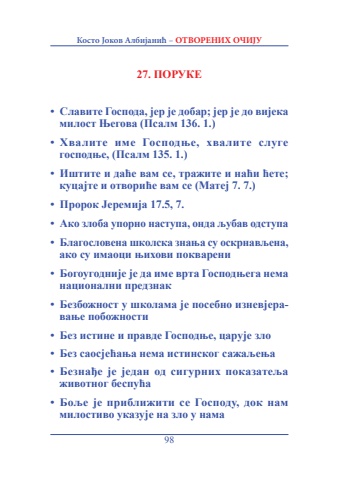 Косто Јоков Албијанић – ОТВОРЕНИХ ОЧИЈУ
27. ПОРУКЕ
• Славите Господа, јер је добар; јер је до вијека
милост Његова (Псалм 136. 1.)
• Хвалите име Господње, хвалите слуге
господње, (Псалм 135. 1.)
• Иштите и даће вам се, тражите и наћи ћете;
куцајте и отвориће вам се (Матеј 7. 7.)
• Пророк Јеремија 17.5, 7.
• Ако злоба упорно наступа, онда љубав одступа
• Благословена школска знања су оскрнављена,
ако су имаоци њихови покварени
• Богоугодније је да име врта Господњега нема
национални предзнак
• Безбожност у школама је посебно изневјера-
вање побожности
• Без истине и правде Господње, царује зло
• Без саосјећања нема истинског сажаљења
• Безнађе је један од сигурних показатеља
животног беспућа
• Боље је приближити се Господу, док нам
милостиво указује на зло у нама
98